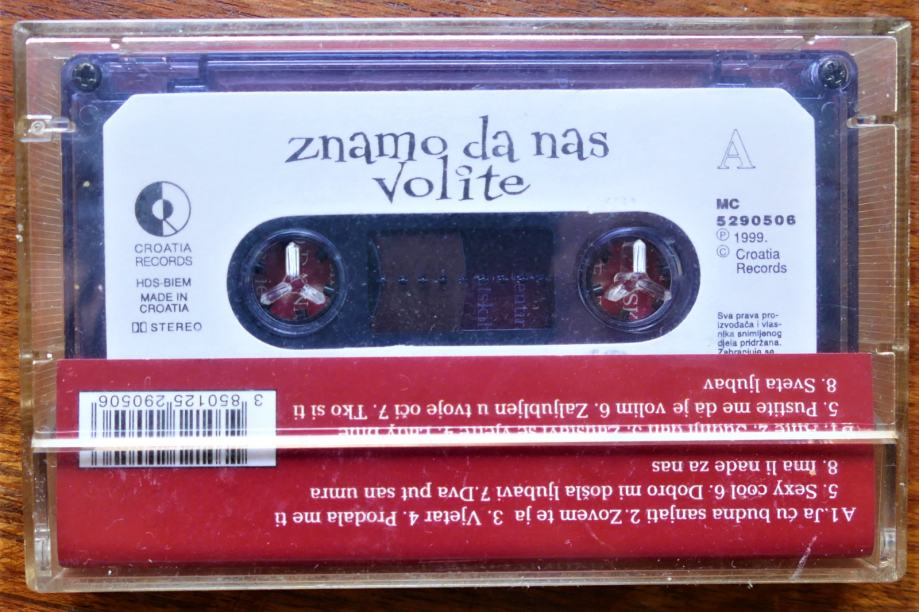 znamo da nas
volite
A
CROATIA
RECORDS
HDS-BIEM
MADE IN
CROATIA
STEREO
MC
5290506
Ⓟ 1999.
© Croatia
Records
Sva prava pro-
izvođača i vlas-
nika snimljenog
djela pridržana.
Zabranjuje se
A1.Ja ću budna sanjati 2.Zovem te ja 3. Vjetar 4. Prodala me ti
5. Sexy cool 6. Dobro mi došla ljubavi 7.Dva put san umra
8. Ima li nade za nas
5. Pustite me da je volim 6. Zaljubljen u tvoje oči 7. Tko si ti
8. Sveta ljubav
3 850125 290506